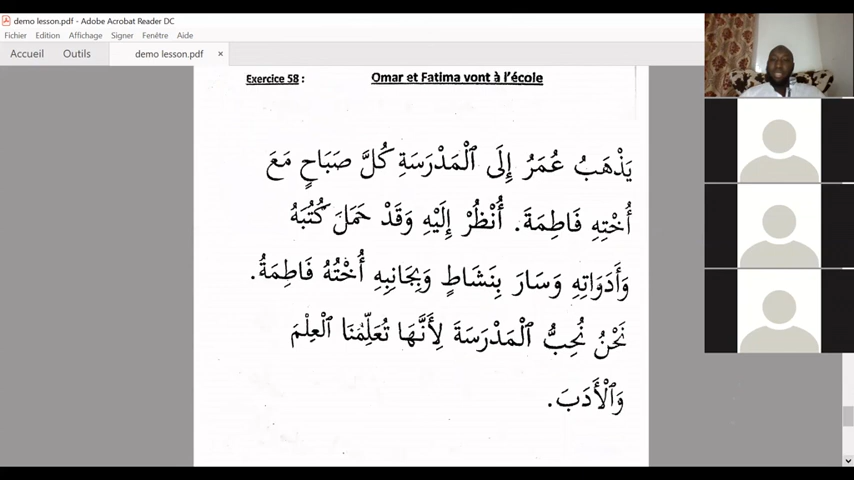 demo lesson.pdf - Adobe Acrobat Reader DC
Fichier Edition Affichage Signer Fenêtre Aide
Accueil Outils demo lesson.pdf ×
Exercice 58 : Omar et Fatima vont à l'école
يَذْهَبُ عُمَرُ إِلَى ٱلْمَدْرَسَةِ كُلَّ صَبَاحٍ مَعَ
أُخْتِهِ فَاطِمَةَ. أُنْظُرْ إِلَيْهِ وَقَدْ حَمَلَ كُتُبَهُ
وَأَدَوَاتِهِ وَسَارَ بِنَشَاطٍ وَبِجَانِبِهِ أُخْتُهُ فَاطِمَةُ.
نَحْنُ نُحِبُّ ٱلْمَدْرَسَةَ لِأَنَّهَا تُعَلِّمُنَا ٱلْعِلْمَ
وَٱلْأَدَبَ.